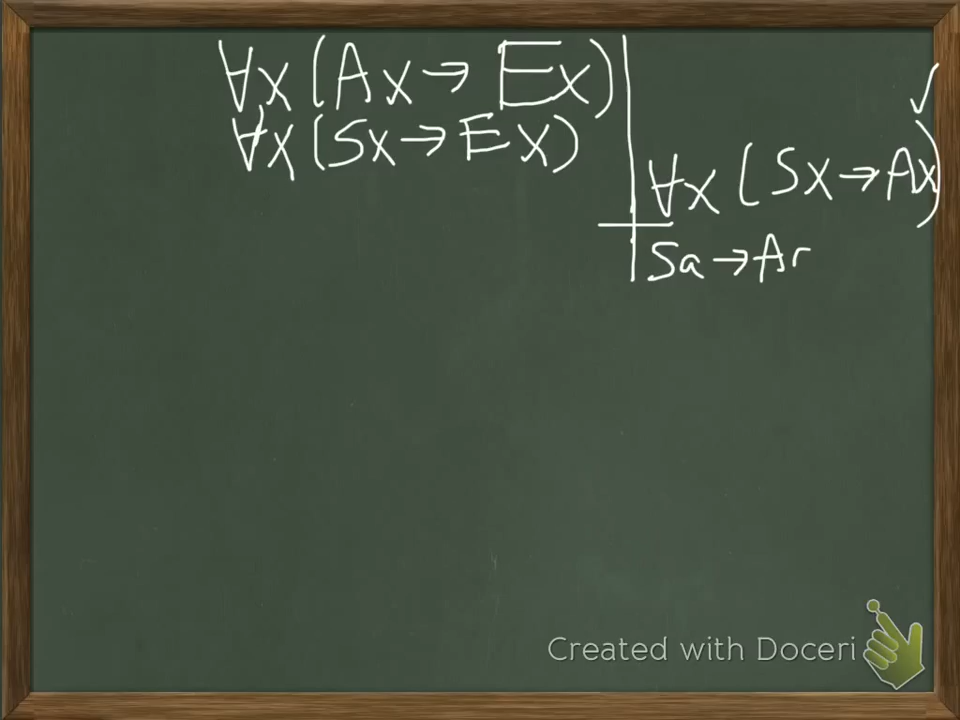 ∀x (Ax → Ex)
∀x (Sx → Ex)
✓
∀x (Sx → Ax)
Sa → Ar
Created with Doceri